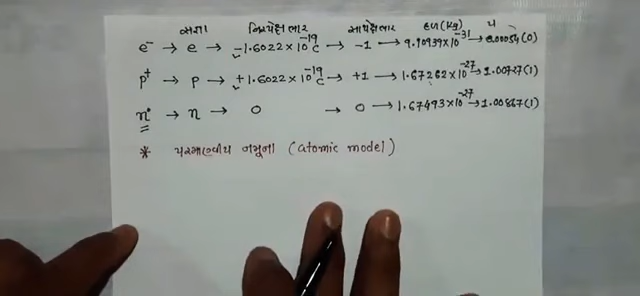 સંજ્ઞા નિરપેક્ષ ભાર સાપેક્ષ ભાર દળ(Kg) u
e⁻ → e → -1.6022×10⁻¹⁹C → -1 → 9.10939×10⁻³¹ → 0.00054(0)
p⁺ → p → +1.6022×10⁻¹⁹C → +1 → 1.67262×10⁻²⁷ → 1.00727(1)
n° → n → 0 → 0 → 1.67493×10⁻²⁷ → 1.00867(1)
* પરમાણ્વીય નમૂના (atomic model)